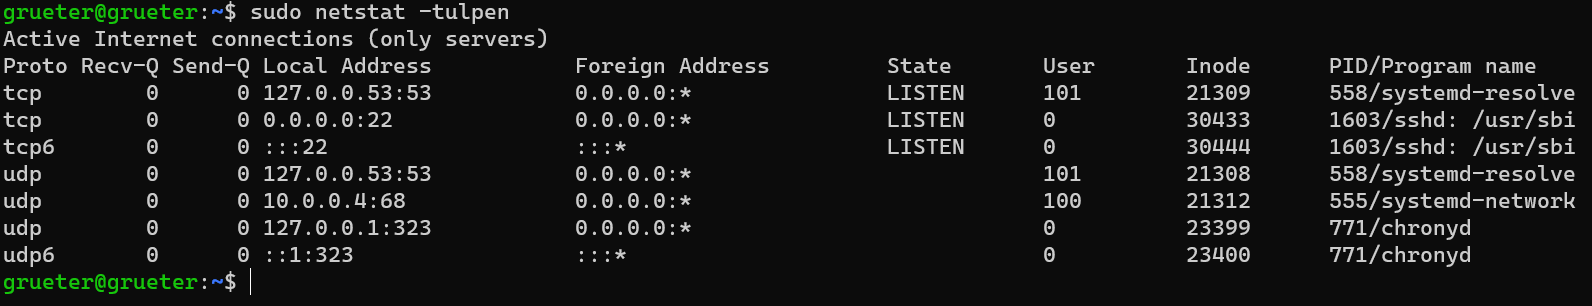 grueter@grueter:~$ sudo netstat -tulpen
Active Internet connections (only servers)
Proto Recv-Q Send-Q Local Address           Foreign Address         State       User       Inode      PID/Program name
tcp        0      0 127.0.0.53:53           0.0.0.0:*               LISTEN      101        21309      558/systemd-resolve
tcp        0      0 0.0.0.0:22              0.0.0.0:*               LISTEN      0          30433      1603/sshd: /usr/sbi
tcp6       0      0 :::22                   :::*                    LISTEN      0          30444      1603/sshd: /usr/sbi
udp        0      0 127.0.0.53:53           0.0.0.0:*                           101        21308      558/systemd-resolve
udp        0      0 10.0.0.4:68             0.0.0.0:*                           100        21312      555/systemd-network
udp        0      0 127.0.0.1:323           0.0.0.0:*                           0          23399      771/chronyd
udp6       0      0 ::1:323                 :::*                                0          23400      771/chronyd
grueter@grueter:~$